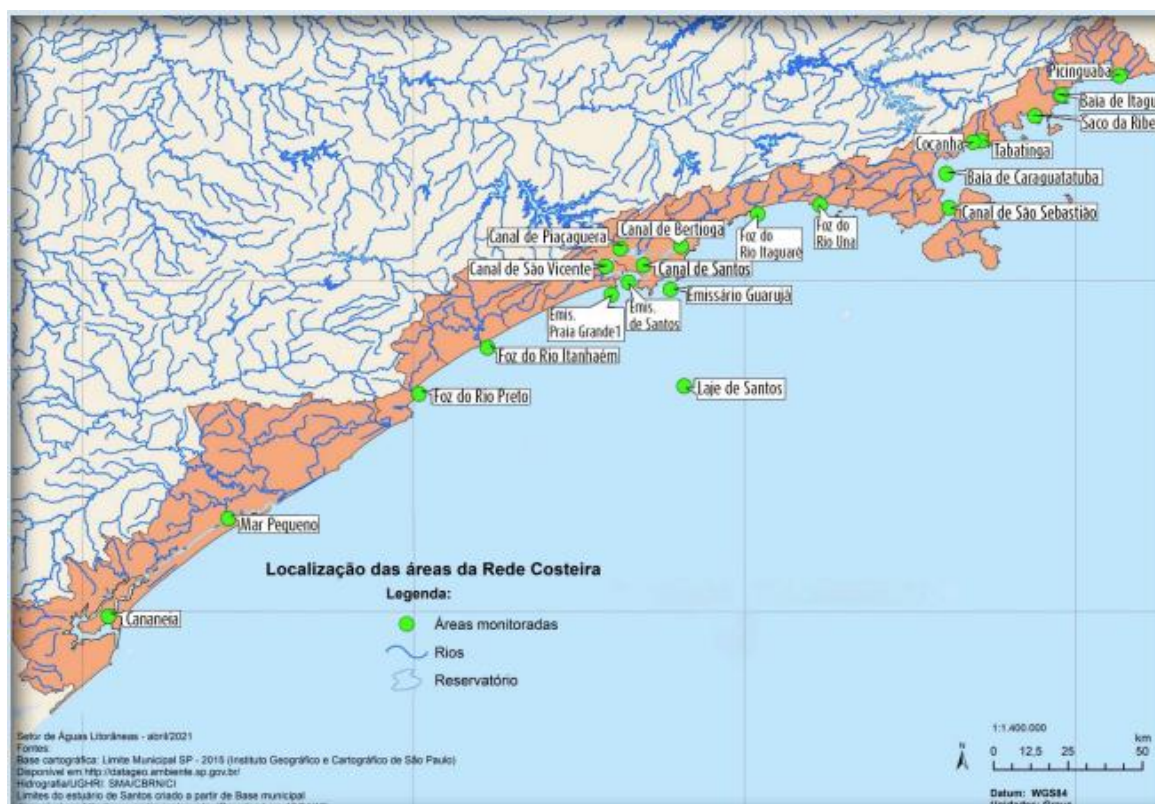 Picinguaba
Baia de Itagu
Saco da Ribe
Cocanha
Tabatinga
Baia de Caraguatatuba
Canal de São Sebastião
Canal de Bertioga
Canal de Piaçaguera
Foz do
Rio Itaguaré
Foz do
Rio Una
Canal de São Vicente
Canal de Santos
Emissário Guarujá
Emis.
Praia Grande1
Emis.
de Santos
Foz do Rio Itanhaém
Laje de Santos
Foz do Rio Preto
Mar Pequeno
Cananeia
Localização das áreas da Rede Costeira
Legenda:
Áreas monitoradas
Rios
Reservatório
Setor de Águas Litorâneas - abril/2021
Fontes:
Base cartográfica: Limite Municipal SP - 2015 (Instituto Geográfico e Cartográfico de São Paulo)
Disponível em http://datageo.ambiente.sp.gov.br/
Hidrografia/UGHRI: SMA/CBRN/CI
Limites do estuário de Santos criado a partir de Base municipal
1:1.400.000
km
N
0 12,5 25 50
Datum: WGS84